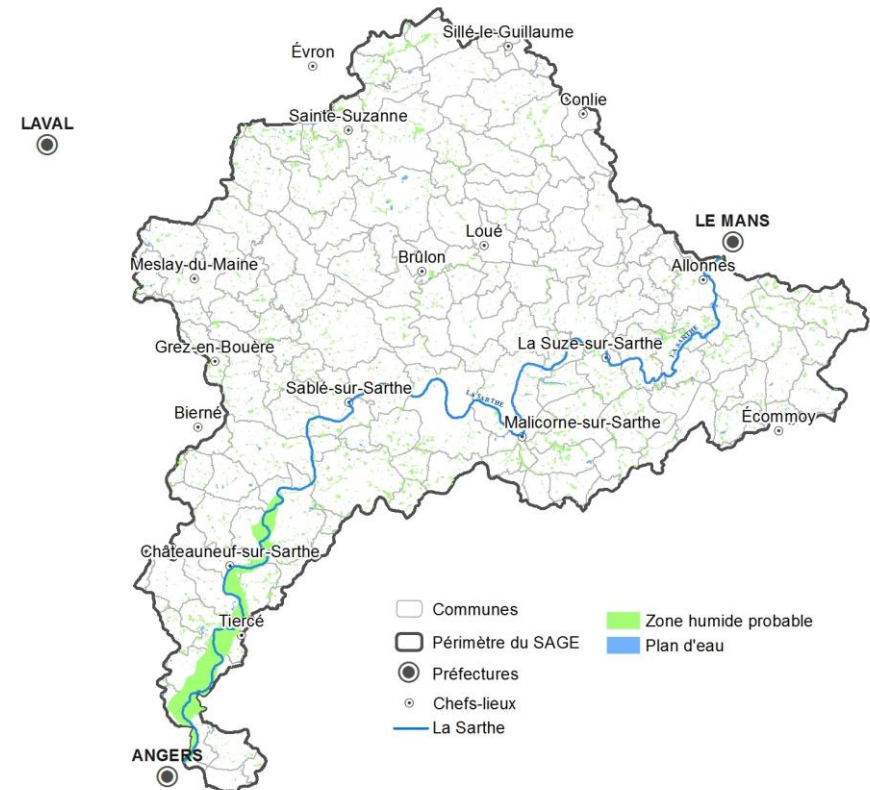 Sillé-le-Guillaume
Évron
Conlie
LAVAL
Sainte-Suzanne
LE MANS
Loué
Brûlon
Meslay-du-Maine
Allonnes
La Suze-sur-Sarthe
LA SARTHE
Grez-en-Bouère
Sablé-sur-Sarthe
LA SARTHE
Bierné
Malicorne-sur-Sarthe
Écommoy
Châteauneuf-sur-Sarthe
Tiercé
ANGERS
Communes
Périmètre du SAGE
Préfectures
Chefs-lieux
La Sarthe
Zone humide probable
Plan d'eau